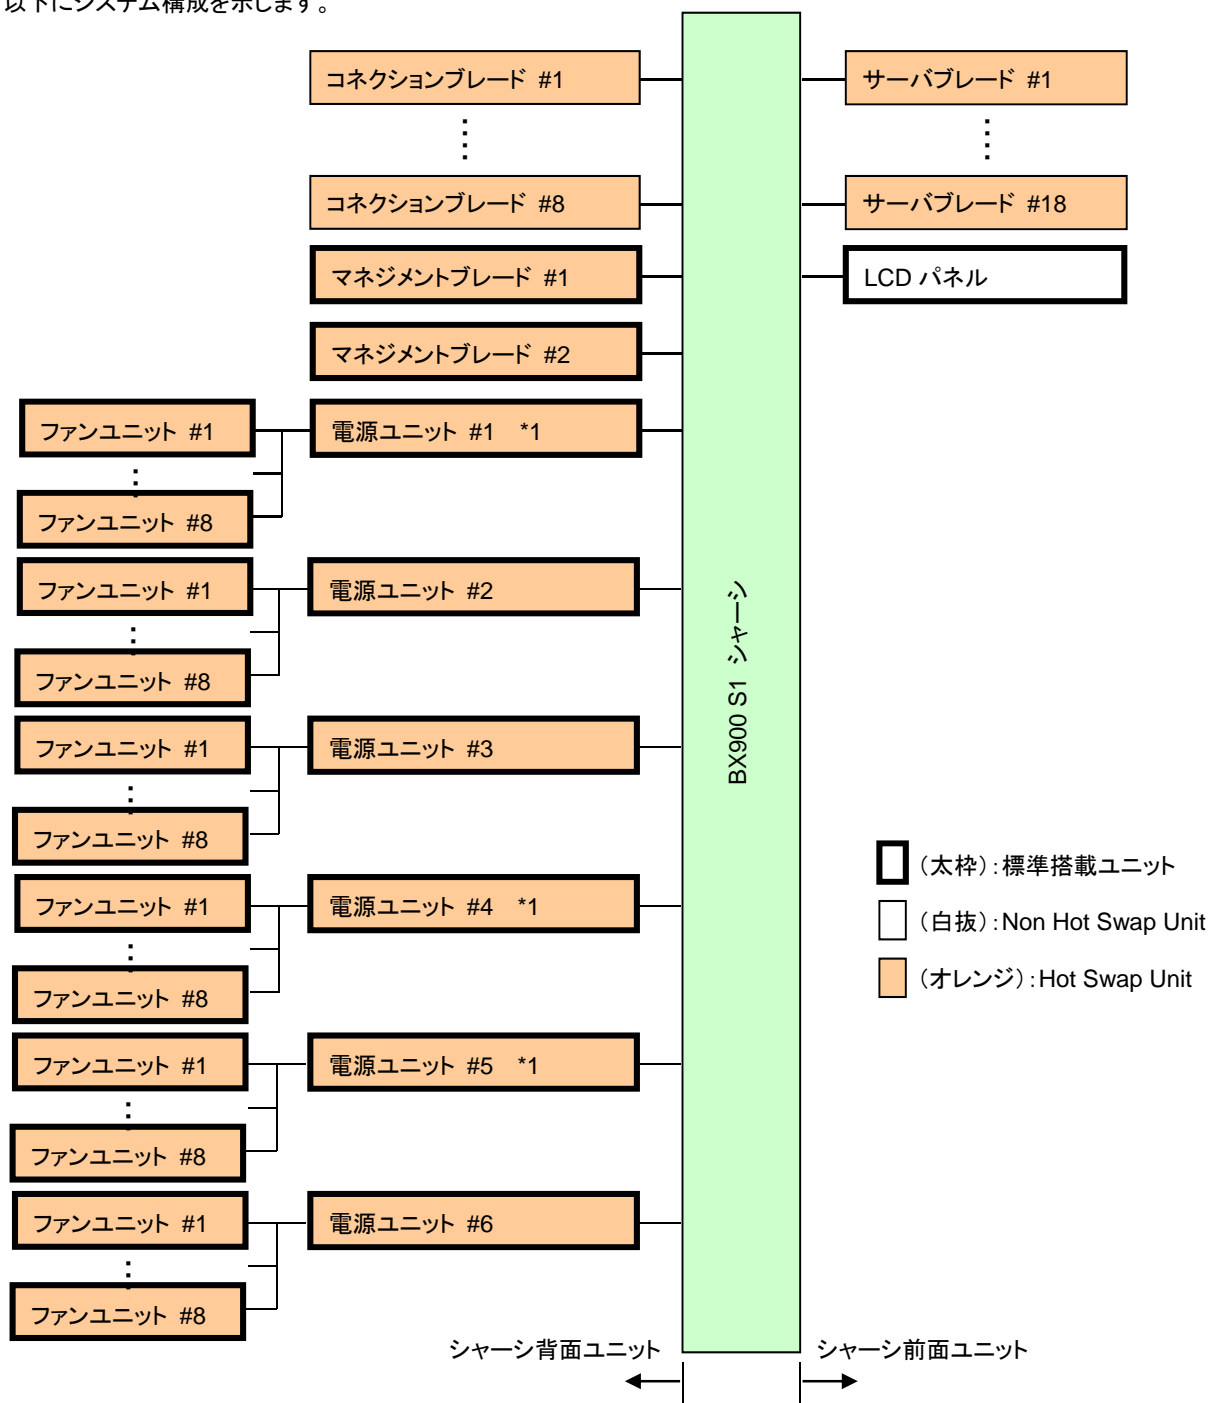 以下にシステム構成を示します。
コネクションブレード #1
サーバブレード #1
コネクションブレード #8
サーバブレード #18
マネジメントブレード #1
LCD パネル
マネジメントブレード #2
ファンユニット #1
電源ユニット #1 *1
ファンユニット #8
ファンユニット #1
電源ユニット #2
ファンユニット #8
ファンユニット #1
電源ユニット #3
ファンユニット #8
ファンユニット #1
電源ユニット #4 *1
ファンユニット #8
ファンユニット #1
電源ユニット #5 *1
ファンユニット #8
ファンユニット #1
電源ユニット #6
ファンユニット #8
BX900 S1 シャーシ
(太枠):標準搭載ユニット
(白抜):Non Hot Swap Unit
(オレンジ):Hot Swap Unit
シャーシ背面ユニット
シャーシ前面ユニット